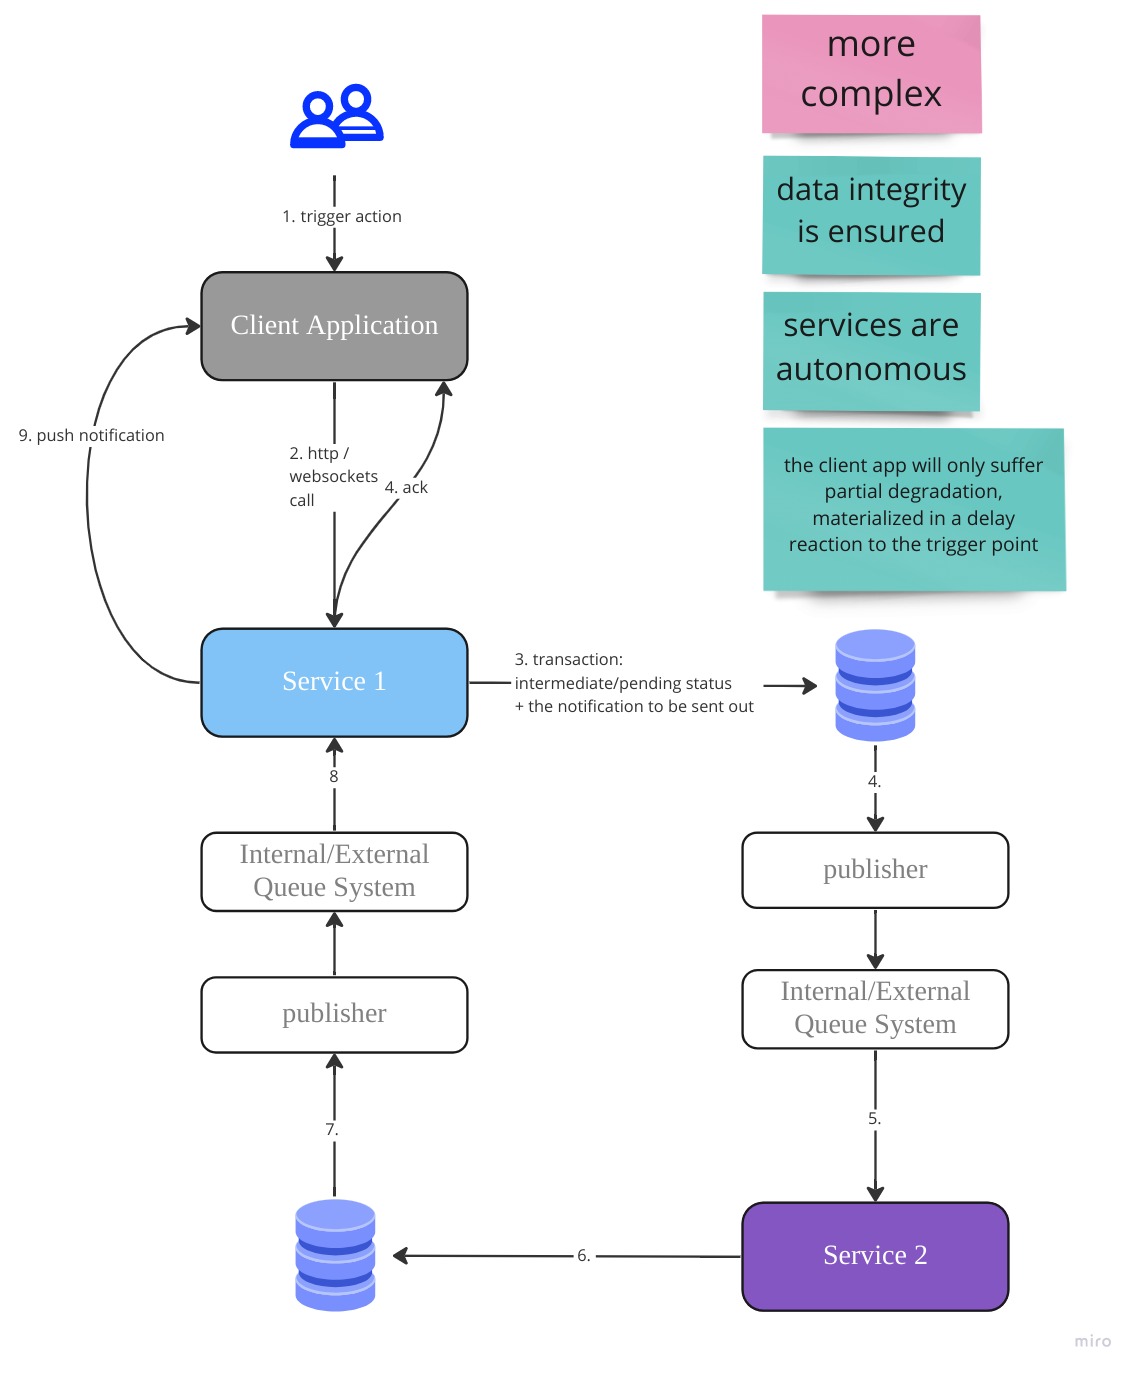 more
complex
data integrity
is ensured
services are
autonomous
the client app will only suffer
partial degradation,
materialized in a delay
reaction to the trigger point
1. trigger action
Client Application
9. push notification
2. http /
websockets
call
4. ack
Service 1
3. transaction:
intermediate/pending status
+ the notification to be sent out
4.
8
publisher
Internal/External
Queue System
Internal/External
Queue System
publisher
5.
7.
Service 2
6.
miro